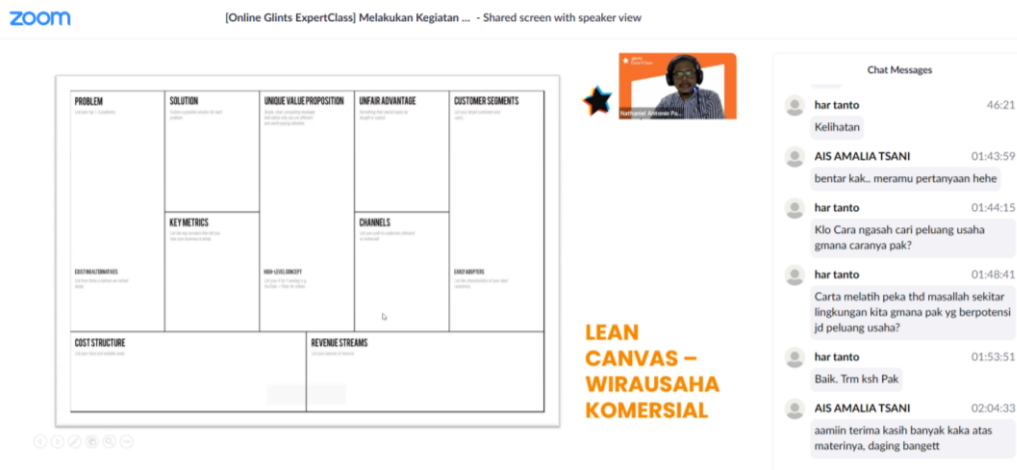 zoom
[Online Glints ExpertClass] Melakukan Kegiatan ... - Shared screen with speaker view
PROBLEM
SOLUTION
UNIQUE VALUE PROPOSITION
UNFAIR ADVANTAGE
CUSTOMER SEGMENTS
KEY METRICS
CHANNELS
EXISTING ALTERNATIVES
HIGH-LEVEL CONCEPT
EARLY ADOPTERS
COST STRUCTURE
REVENUE STREAMS
glints
ExpertClass
Nathaniel Antonio Pa...
LEAN
CANVAS –
WIRAUSAHA
KOMERSIAL
Chat Messages
har tanto 46:21
Kelihatan
AIS AMALIA TSANI 01:43:59
bentar kak.. meramu pertanyaan hehe
har tanto 01:44:15
Klo Cara ngasah cari peluang usaha
gmana caranya pak?
har tanto 01:48:41
Carta melatih peka thd masallah sekitar
lingkungan kita gmana pak yg berpotensi
jd peluang usaha?
har tanto 01:53:51
Baik. Trm ksh Pak
AIS AMALIA TSANI 02:04:33
aamiin terima kasih banyak kaka atas
materinya, daging bangett